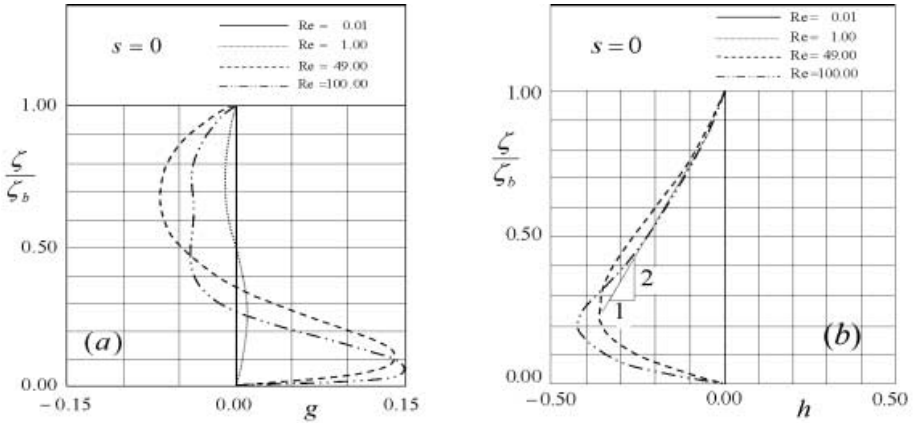 s = 0
Re = 0.01
Re = 1.00
Re = 49.00
Re =100.00
1.00
ζ
ζb
0.50
(a)
0.00
−0.15
0.00
g
0.15
s = 0
Re = 0.01
Re = 1.00
Re = 49.00
Re=100.00
1.00
ζ
ζb
0.50
2
1
(b)
0.00
−0.50
0.00
h
0.50